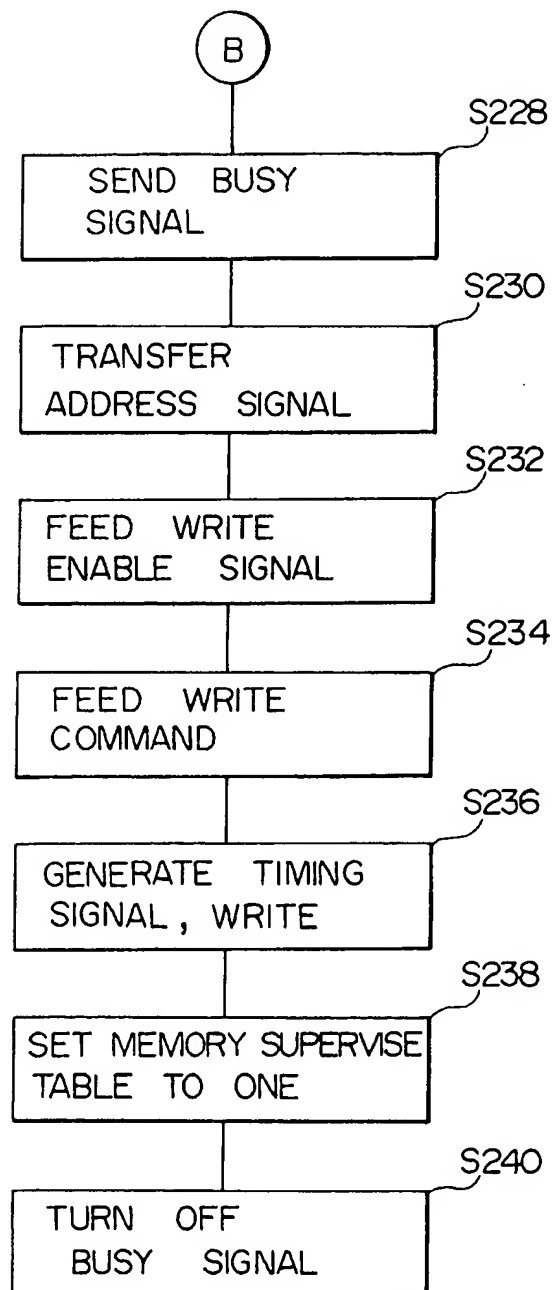 B
S228
SEND BUSY
SIGNAL
S230
TRANSFER
ADDRESS SIGNAL
S232
FEED WRITE
ENABLE SIGNAL
S234
FEED WRITE
COMMAND
S236
GENERATE TIMING
SIGNAL, WRITE
S238
SET MEMORY SUPERVISE
TABLE TO ONE
S240
TURN OFF
BUSY SIGNAL